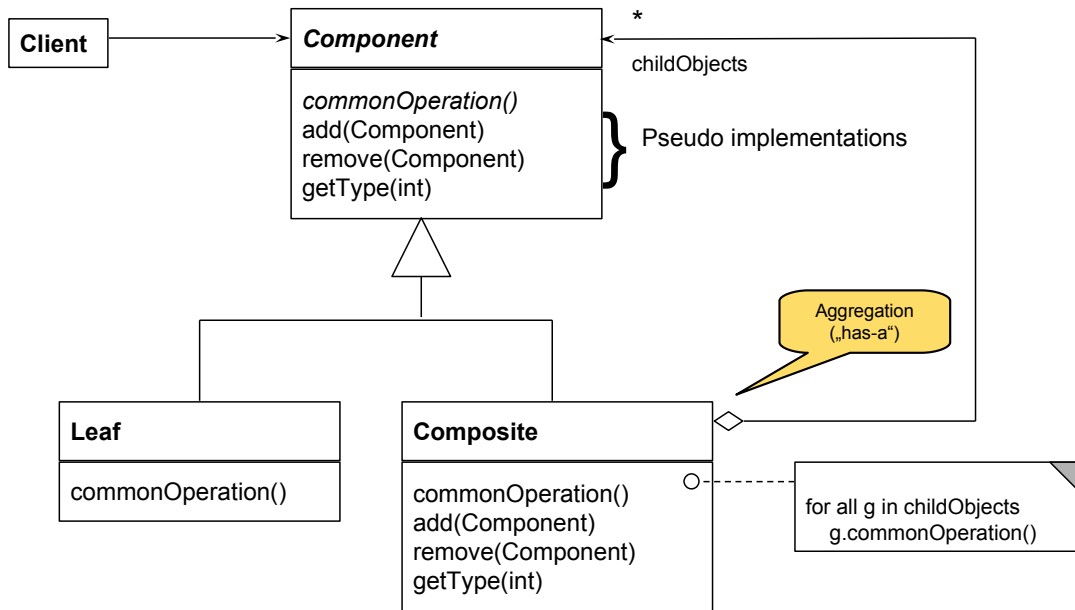 Client
Component
*
childObjects
commonOperation()
add(Component)
remove(Component)
getType(int)
}
Pseudo implementations
Aggregation
(„has-a“)
Leaf
commonOperation()
Composite
commonOperation()
add(Component)
remove(Component)
getType(int)
for all g in childObjects
g.commonOperation()